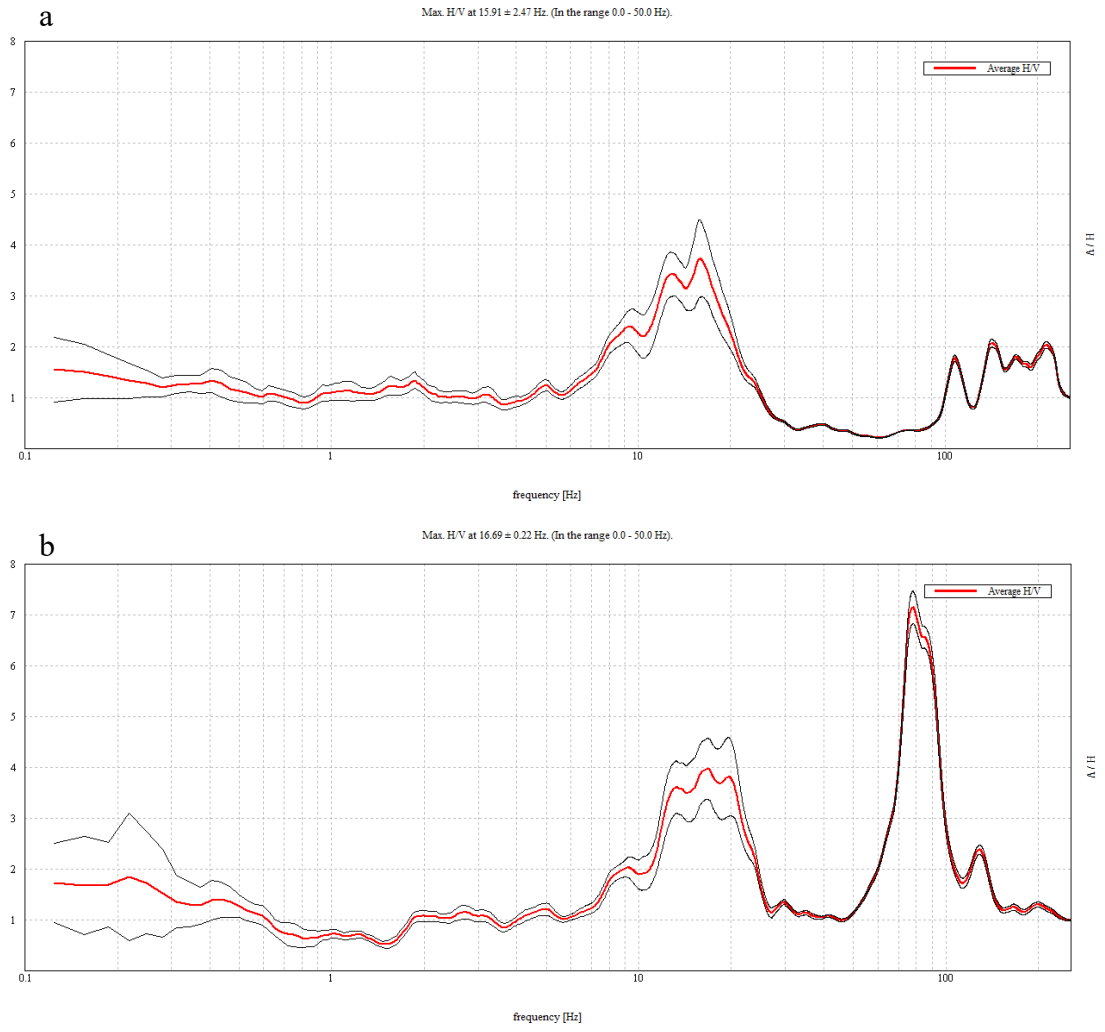 a
Max. H/V at 15.91 ± 2.47 Hz. (In the range 0.0 - 50.0 Hz).
8
Average H/V
7
6
5
4
H / V
3
2
1
0.1 1 10 100
frequency [Hz]
b
Max. H/V at 16.69 ± 0.22 Hz. (In the range 0.0 - 50.0 Hz).
8
Average H/V
7
6
5
4
H / V
3
2
1
0.1 1 10 100
frequency [Hz]